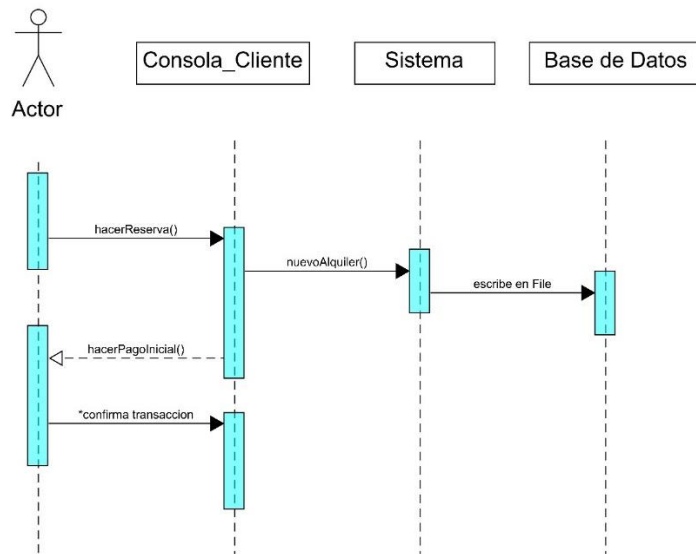 Consola_Cliente
Sistema
Base de Datos
Actor
hacerReserva()
nuevoAlquiler()
escribe en File
hacerPagoInicial()
*confirma transaccion